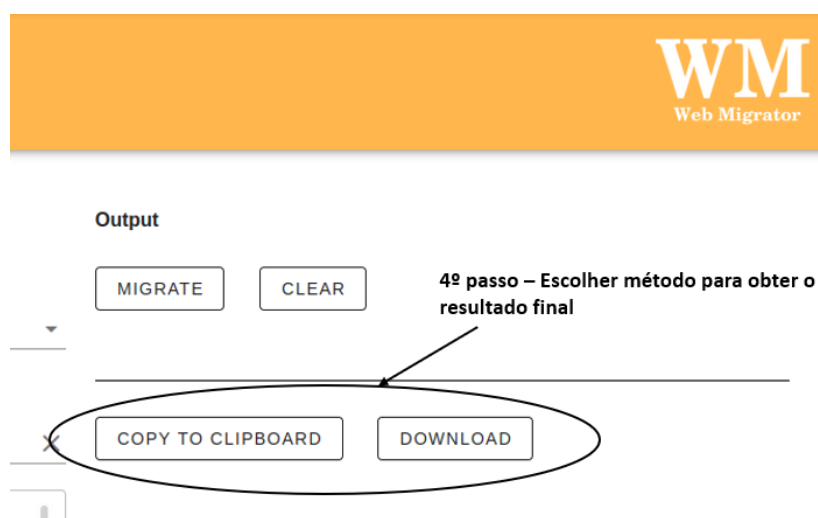 WM
Web Migrator
Output
MIGRATE
CLEAR
4º passo – Escolher método para obter o
resultado final
COPY TO CLIPBOARD
DOWNLOAD